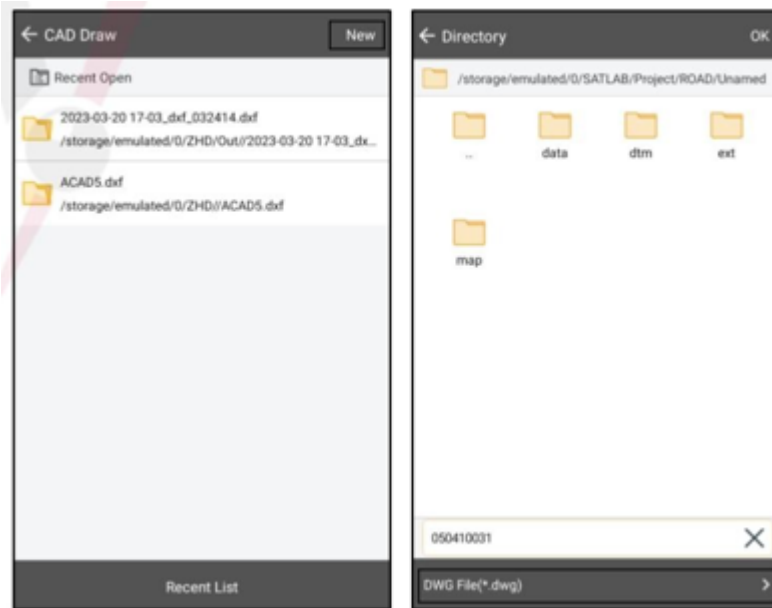 CAD Draw
New
Recent Open
2023-03-20 17-03_dxf_032414.dxf
/storage/emulated/0/ZHD/Out//2023-03-20 17-03_dx...
ACAD5.dxf
/storage/emulated/0/ZHD//ACAD5.dxf
Recent List
Directory
OK
/storage/emulated/0/SATLAB/Project/ROAD/Unamed
..
data
dtm
ext
map
050410031
DWG File(*.dwg)